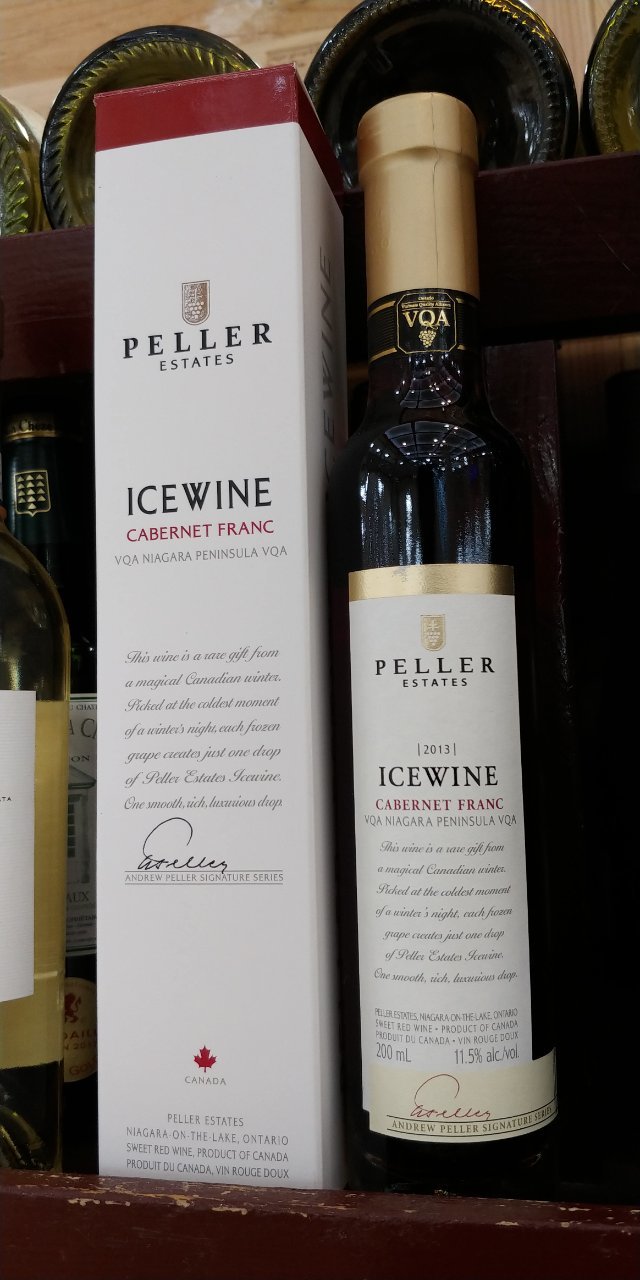 PELLER
ESTATES
ICEWINE
CABERNET FRANC
VQA NIAGARA PENINSULA VQA
This wine is a rare gift from
a magical Canadian winter.
Picked at the coldest moment
of a winter's night, each frozen
grape creates just one drop
of Peller Estates Icewine.
One smooth, rich, luxurious drop.
ANDREW PELLER SIGNATURE SERIES
CANADA
PELLER ESTATES
NIAGARA-ON-THE-LAKE, ONTARIO
SWEET RED WINE, PRODUCT OF CANADA
PRODUIT DU CANADA, VIN ROUGE DOUX
ICEWINE
Ontario
VQA
PELLER
ESTATES
|2013|
ICEWINE
CABERNET FRANC
VQA NIAGARA PENINSULA VQA
This wine is a rare gift from
a magical Canadian winter.
Picked at the coldest moment
of a winter's night, each frozen
grape creates just one drop
of Peller Estates Icewine.
One smooth, rich, luxurious drop.
PELLER ESTATES, NIAGARA-ON-THE-LAKE, ONTARIO
SWEET RED WINE • PRODUCT OF CANADA
PRODUIT DU CANADA • VIN ROUGE DOUX
200 mL 11.5% alc./vol.
ANDREW PELLER SIGNATURE SERIES